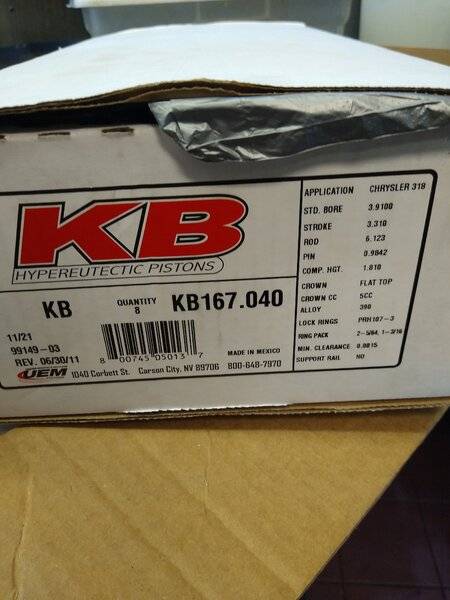 KB
HYPEREUTECTIC PISTONS
KB QUANTITY 8 KB167.040
11/21
99149-03
REV. 06/30/11
8 00745 05013 7
MADE IN MEXICO
UEM 1040 Corbett St. Carson City, NV 89706 800-648-7970
APPLICATION CHRYSLER 318
STD. BORE 3.9100
STROKE 3.310
ROD 6.123
PIN 0.9842
COMP. HGT. 1.810
CROWN FLAT TOP
CROWN CC 5CC
ALLOY 390
LOCK RINGS PRH107-3
RING PACK 2-5/64, 1-3/16
MIN. CLEARANCE 0.0015
SUPPORT RAIL NO